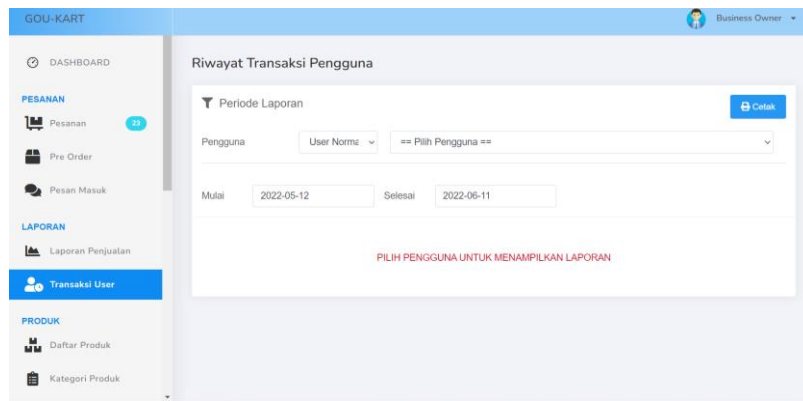 GOU-KART
Business Owner
DASHBOARD
PESANAN
Pesanan 23
Pre Order
Pesan Masuk
LAPORAN
Laporan Penjualan
Transaksi User
PRODUK
Daftar Produk
Kategori Produk
Riwayat Transaksi Pengguna
Periode Laporan
Cetak
Pengguna User Norma == Pilih Pengguna ==
Mulai 2022-05-12 Selesai 2022-06-11
PILIH PENGGUNA UNTUK MENAMPILKAN LAPORAN